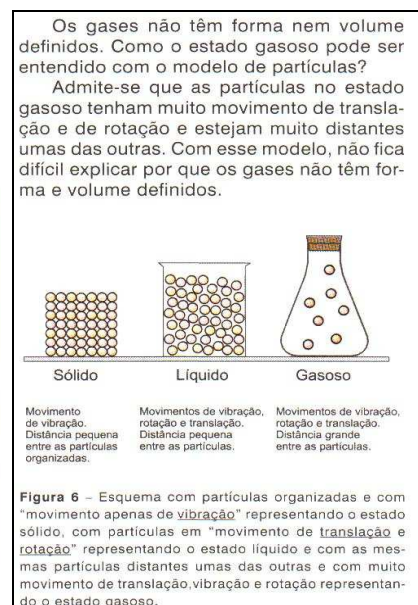 Os gases não têm forma nem volume
definidos. Como o estado gasoso pode ser
entendido com o modelo de partículas?
Admite-se que as partículas no estado
gasoso tenham muito movimento de transla-
ção e de rotação e estejam muito distantes
umas das outras. Com esse modelo, não fica
difícil explicar por que os gases não têm for-
ma e volume definidos.
Sólido
Líquido
Gasoso
Movimento
de vibração.
Distância pequena
entre as partículas
organizadas.
Movimentos de vibração,
rotação e translação.
Distância pequena
entre as partículas.
Movimentos de vibração,
rotação e translação.
Distância grande
entre as partículas.
Figura 6 – Esquema com partículas organizadas e com
"movimento apenas de vibração" representando o estado
sólido, com partículas em "movimento de translação e
rotação" representando o estado líquido e com as mes-
mas partículas distantes umas das outras e com muito
movimento de translação,vibração e rotação representan-
do o estado gasoso.